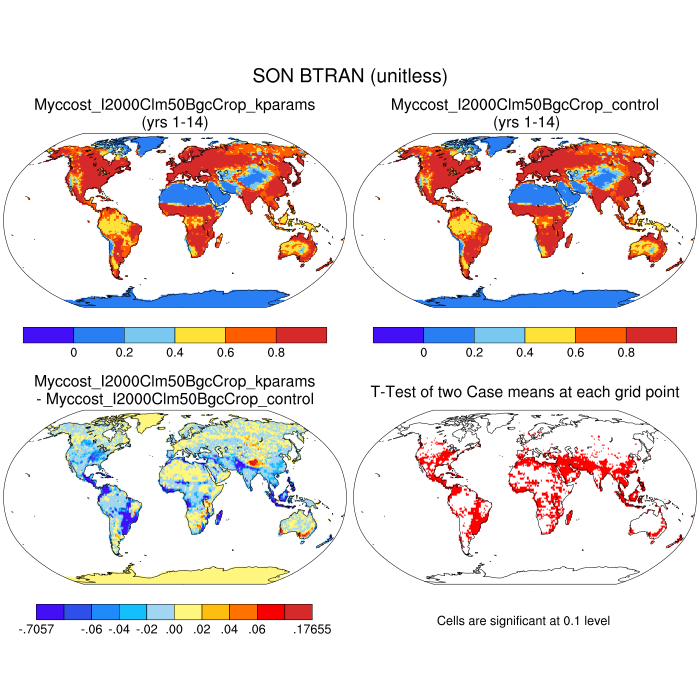 SON BTRAN (unitless)
Myccost_I2000Clm50BgcCrop_kparams
(yrs 1-14)
Myccost_I2000Clm50BgcCrop_control
(yrs 1-14)
0 0.2 0.4 0.6 0.8
0 0.2 0.4 0.6 0.8
Myccost_I2000Clm50BgcCrop_kparams
- Myccost_I2000Clm50BgcCrop_control
T-Test of two Case means at each grid point
-.7057 -.06 -.04 -.02 .00 .02 .04 .06 .17655
Cells are significant at 0.1 level